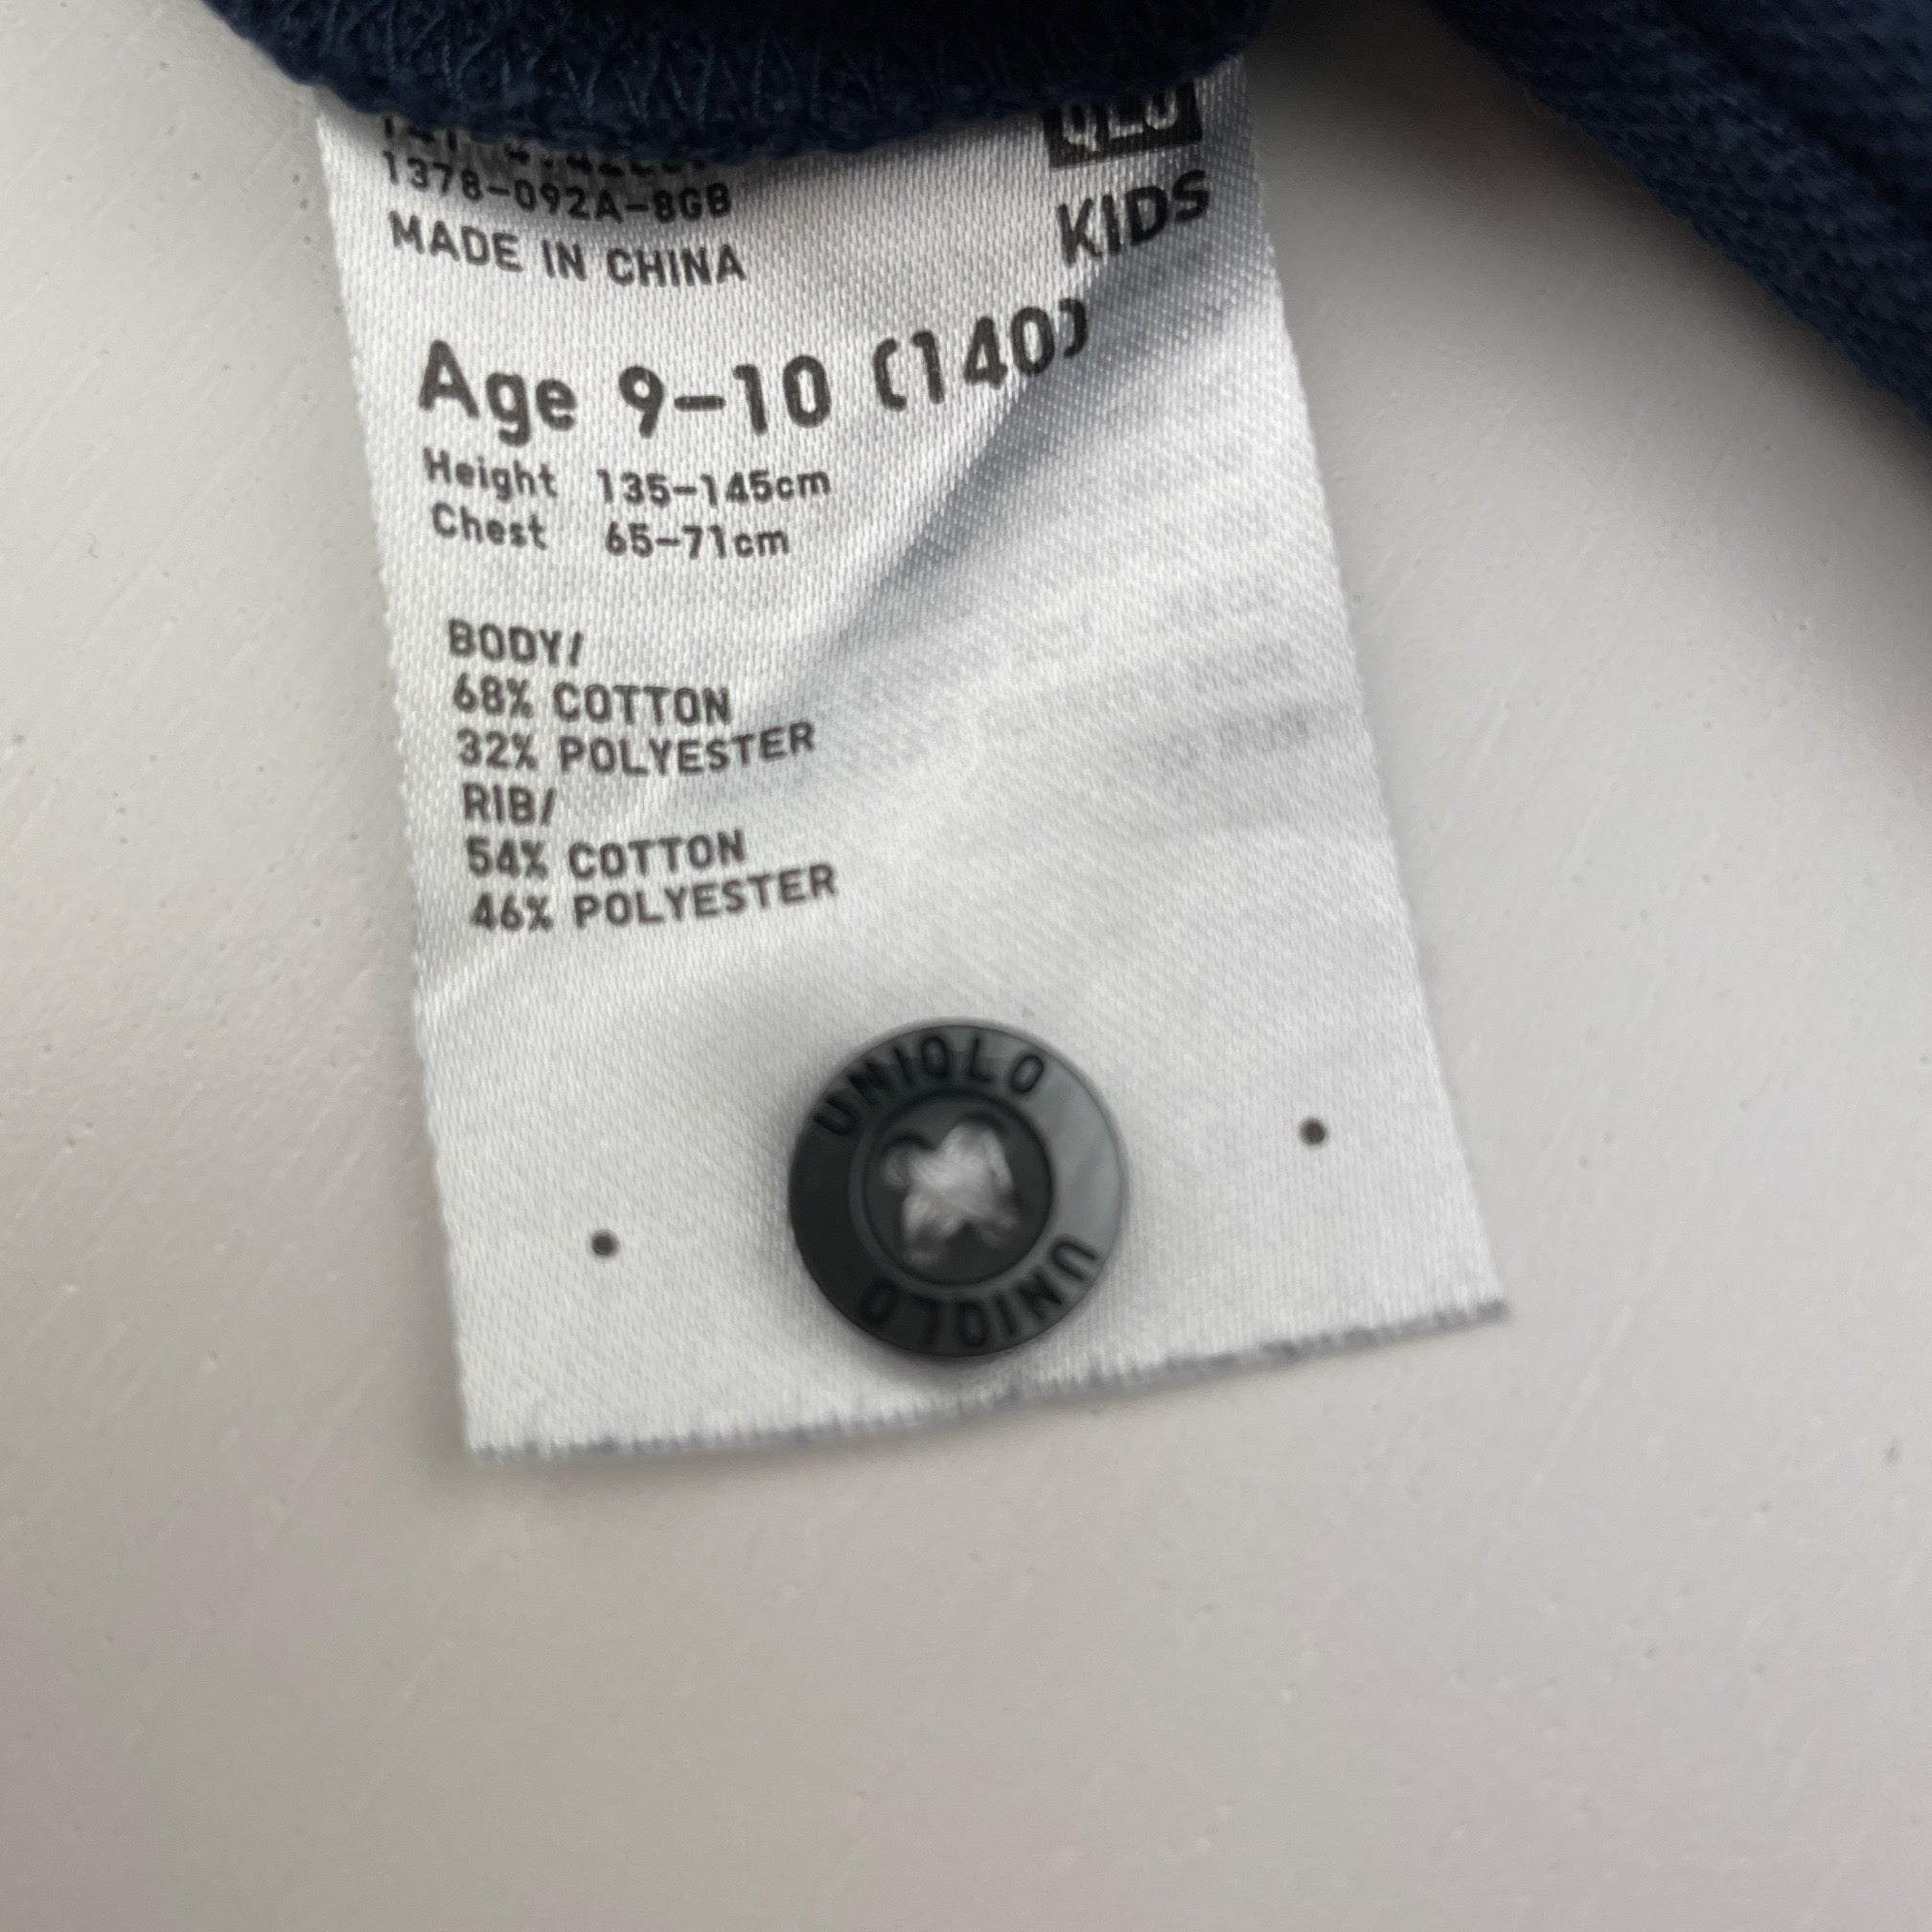 QLO
1378-092A-8GB
KIDS
MADE IN CHINA
Age 9-10 (140)
Height 135-145cm
Chest 65-71cm
BODY/
68% COTTON
32% POLYESTER
RIB/
54% COTTON
46% POLYESTER
UNIQLO
UNIQLO